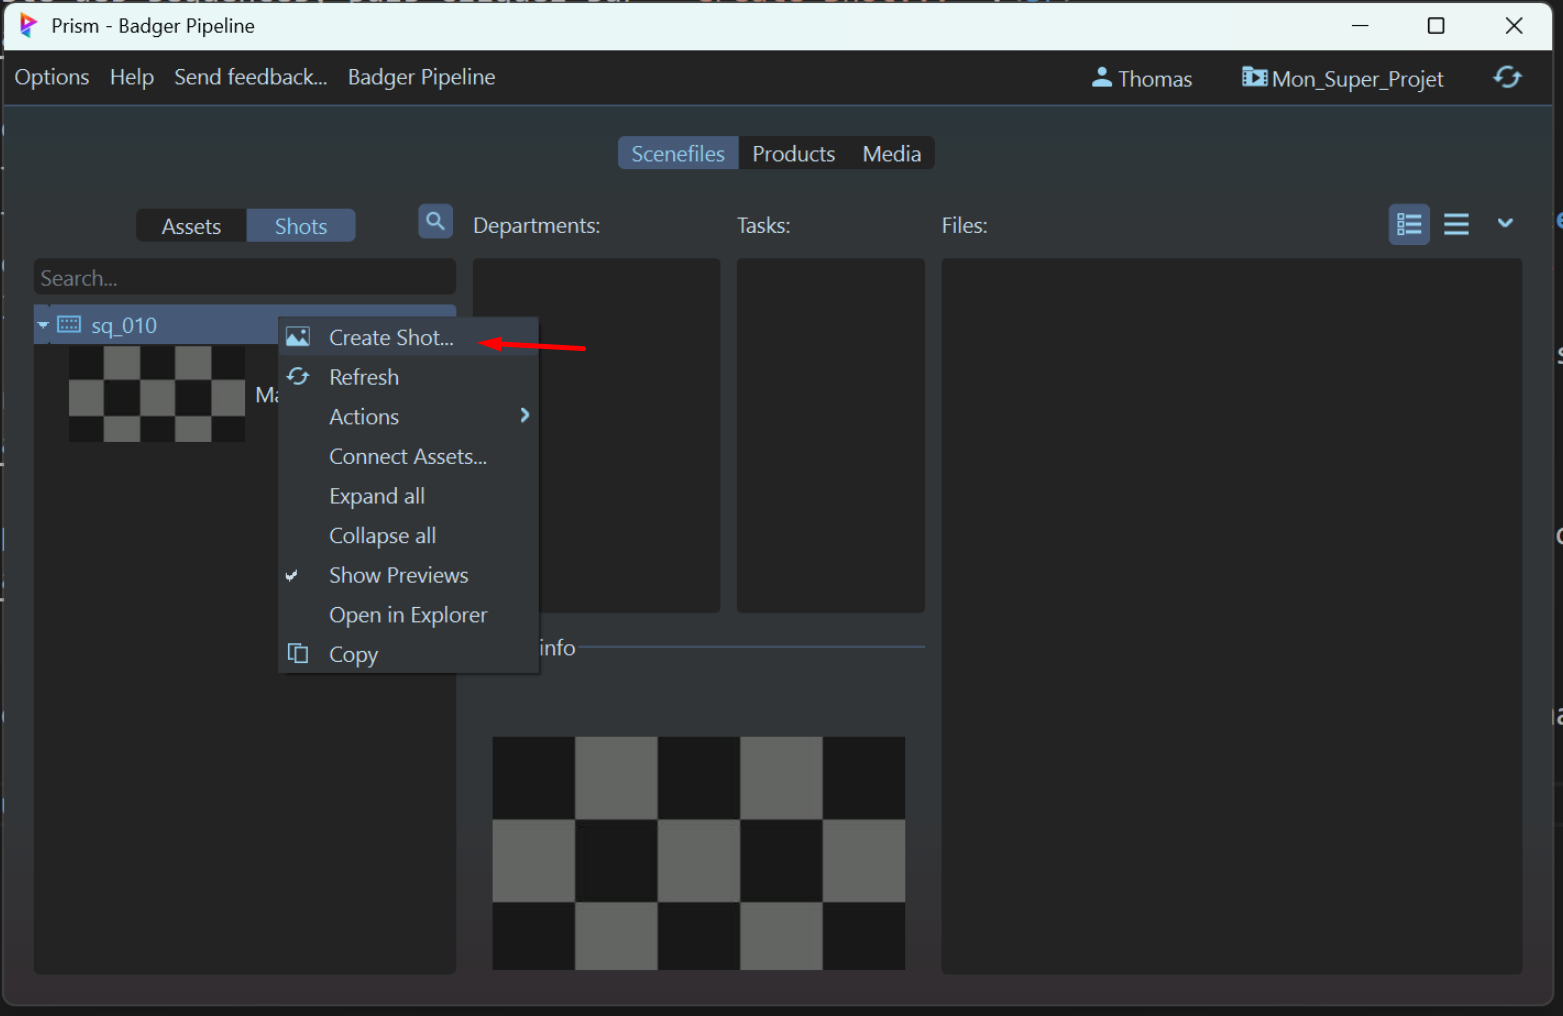 Prism - Badger Pipeline
Options Help Send feedback... Badger Pipeline Thomas Mon_Super_Projet
Scenefiles Products Media
Assets Shots Departments: Tasks: Files:
Search...
sq_010
Create Shot...
Refresh
Ma
Actions
Connect Assets...
Expand all
Collapse all
Show Previews
Open in Explorer
info
Copy